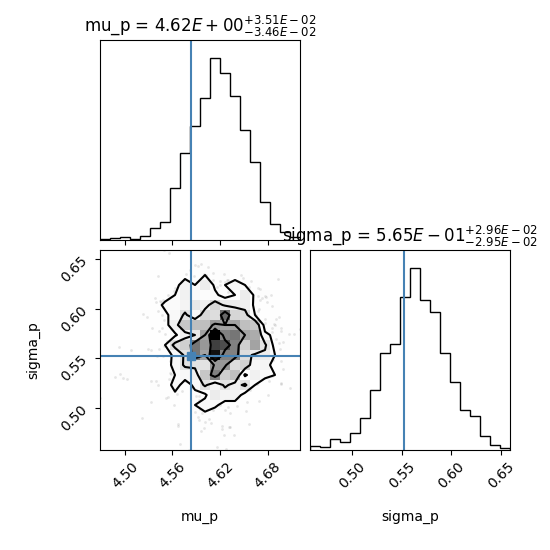 mu_p = 4.62E+00+3.51E−02 −3.46E−02
sigma_p = 5.65E−01+2.96E−02 −2.95E−02
0.65
0.60
0.55
0.50
sigma_p
4.50 4.56 4.62 4.68
0.50 0.55 0.60 0.65
mu_p
sigma_p